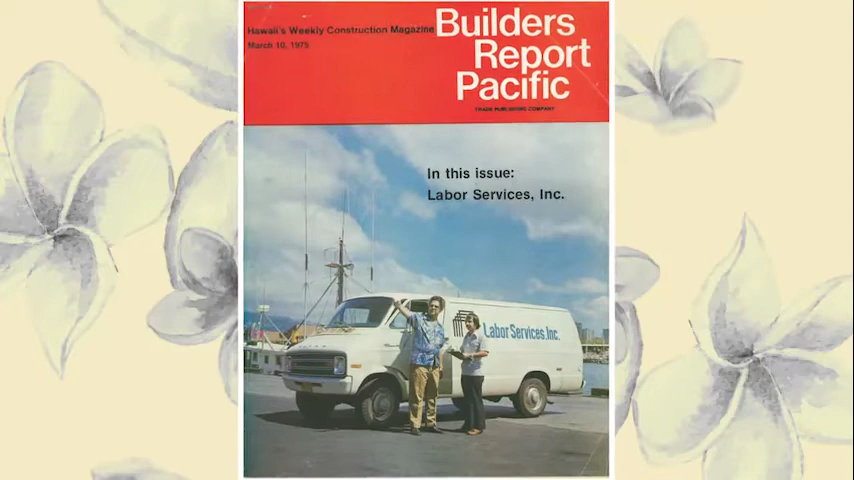 Hawaii's Weekly Construction Magazine
March 10, 1975
Builders
Report
Pacific
TRADE PUBLISHING COMPANY
In this issue:
Labor Services, Inc.
Labor Services, Inc.